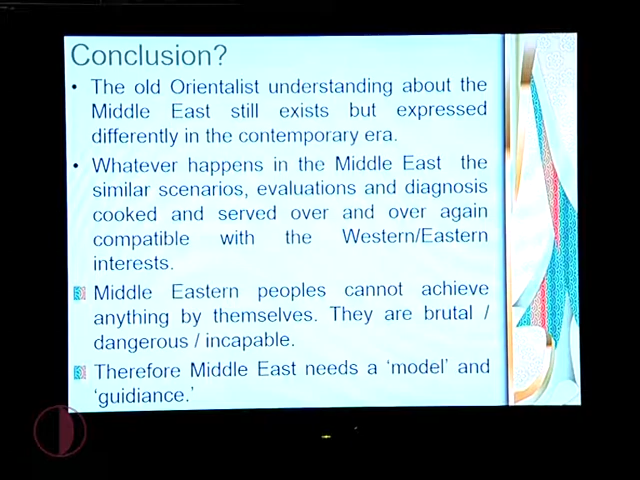 Conclusion?
• The old Orientalist understanding about the
Middle East still exists but expressed
differently in the contemporary era.
• Whatever happens in the Middle East the
similar scenarios, evaluations and diagnosis
cooked and served over and over again
compatible with the Western/Eastern
interests.
Middle Eastern peoples cannot achieve
anything by themselves. They are brutal /
dangerous / incapable.
Therefore Middle East needs a ‘model’ and
‘guidiance.’